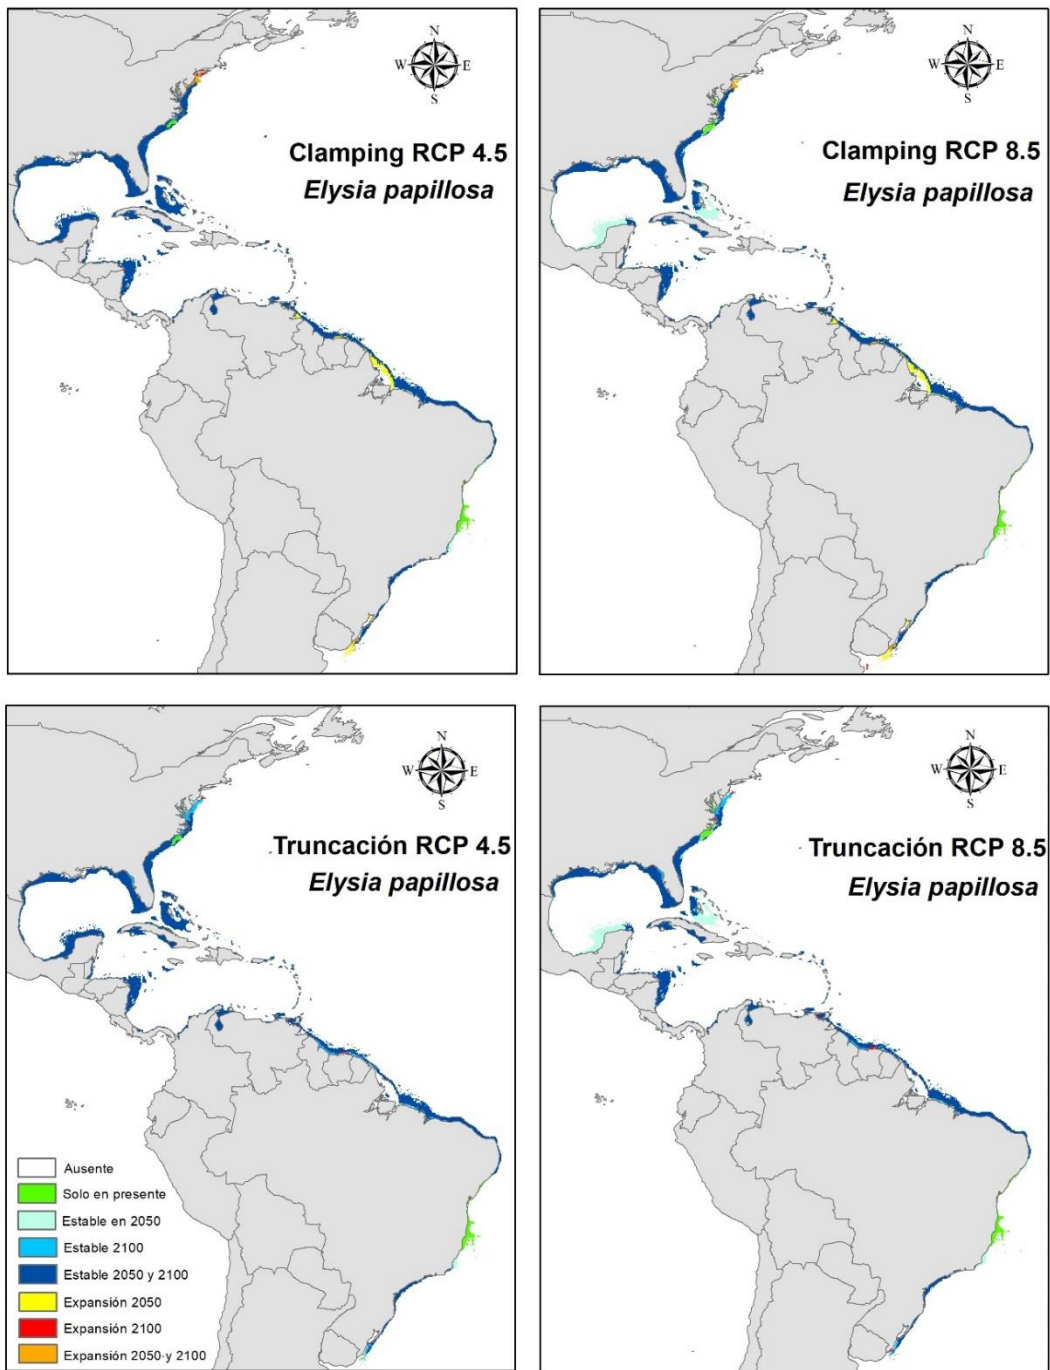 N
W E
S
Clamping RCP 4.5
Elysia papillosa
N
W E
S
Clamping RCP 8.5
Elysia papillosa
N
W E
S
Truncación RCP 4.5
Elysia papillosa
Ausente
Solo en presente
Estable en 2050
Estable 2100
Estable 2050 y 2100
Expansión 2050
Expansión 2100
Expansión 2050 y 2100
N
W E
S
Truncación RCP 8.5
Elysia papillosa